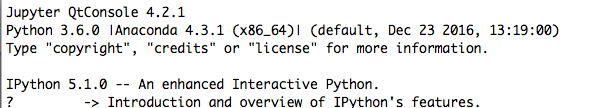 Jupyter QtConsole 4.2.1
Python 3.6.0 |Anaconda 4.3.1 (x86_64)| (default, Dec 23 2016, 13:19:00)
Type "copyright", "credits" or "license" for more information.
IPython 5.1.0 -- An enhanced Interactive Python.
?         -> Introduction and overview of IPython's features.